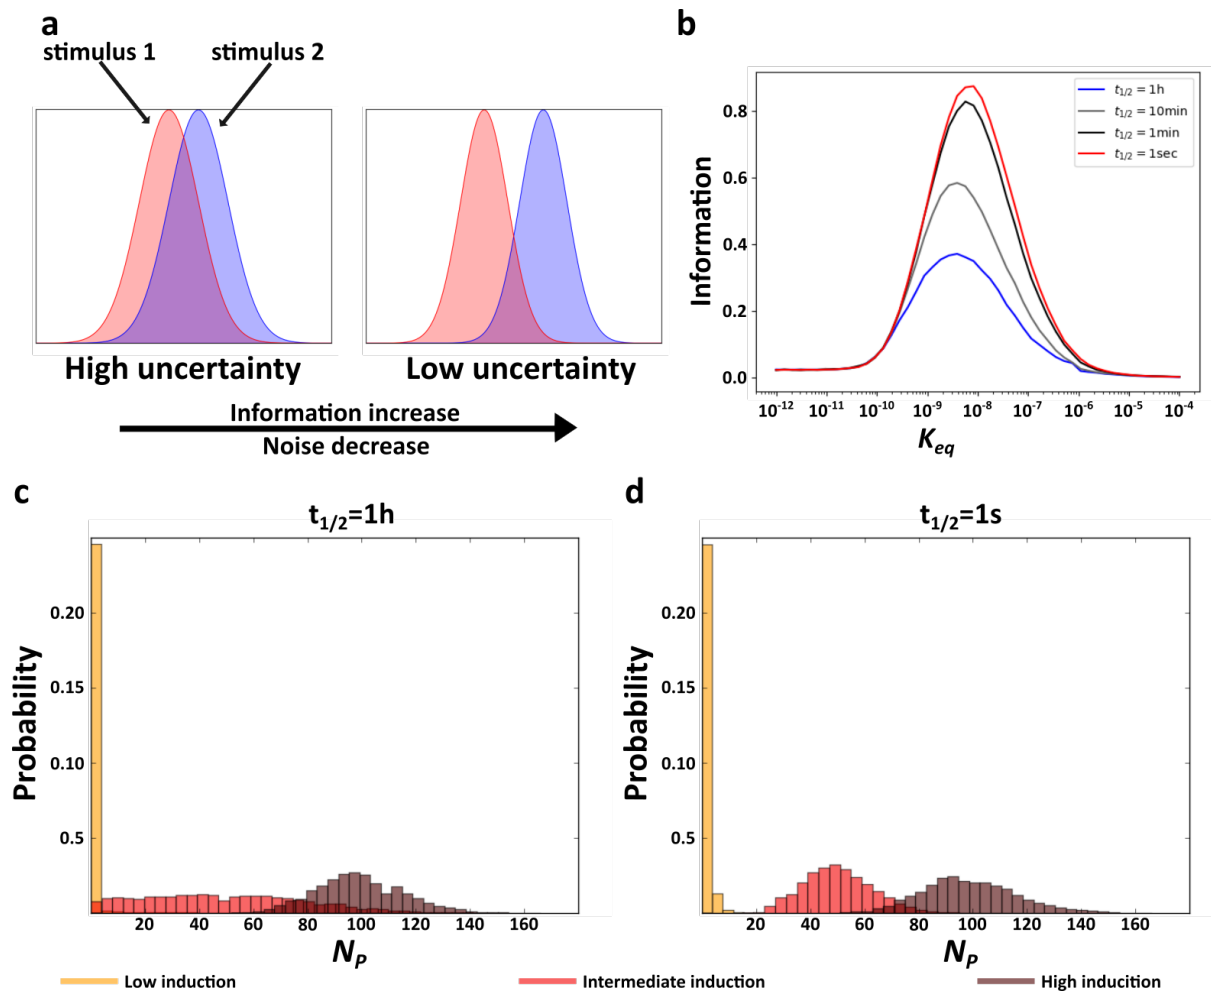 a
stimulus 1
stimulus 2
High uncertainty
Low uncertainty
Information increase
Noise decrease
b
Information
0.8
0.6
0.4
0.2
0.0
t1/2 = 1h
t1/2 = 10min
t1/2 = 1min
t1/2 = 1sec
10-12 10-11 10-10 10-9 10-8 10-7 10-6 10-5 10-4
Keq
c
t1/2=1h
Probability
0.20
0.15
0.10
0.5
20 40 60 80 100 120 140 160
NP
d
t1/2=1s
Probability
0.20
0.15
0.10
0.5
20 40 60 80 100 120 140 160
NP
Low induction
Intermediate induction
High inducition